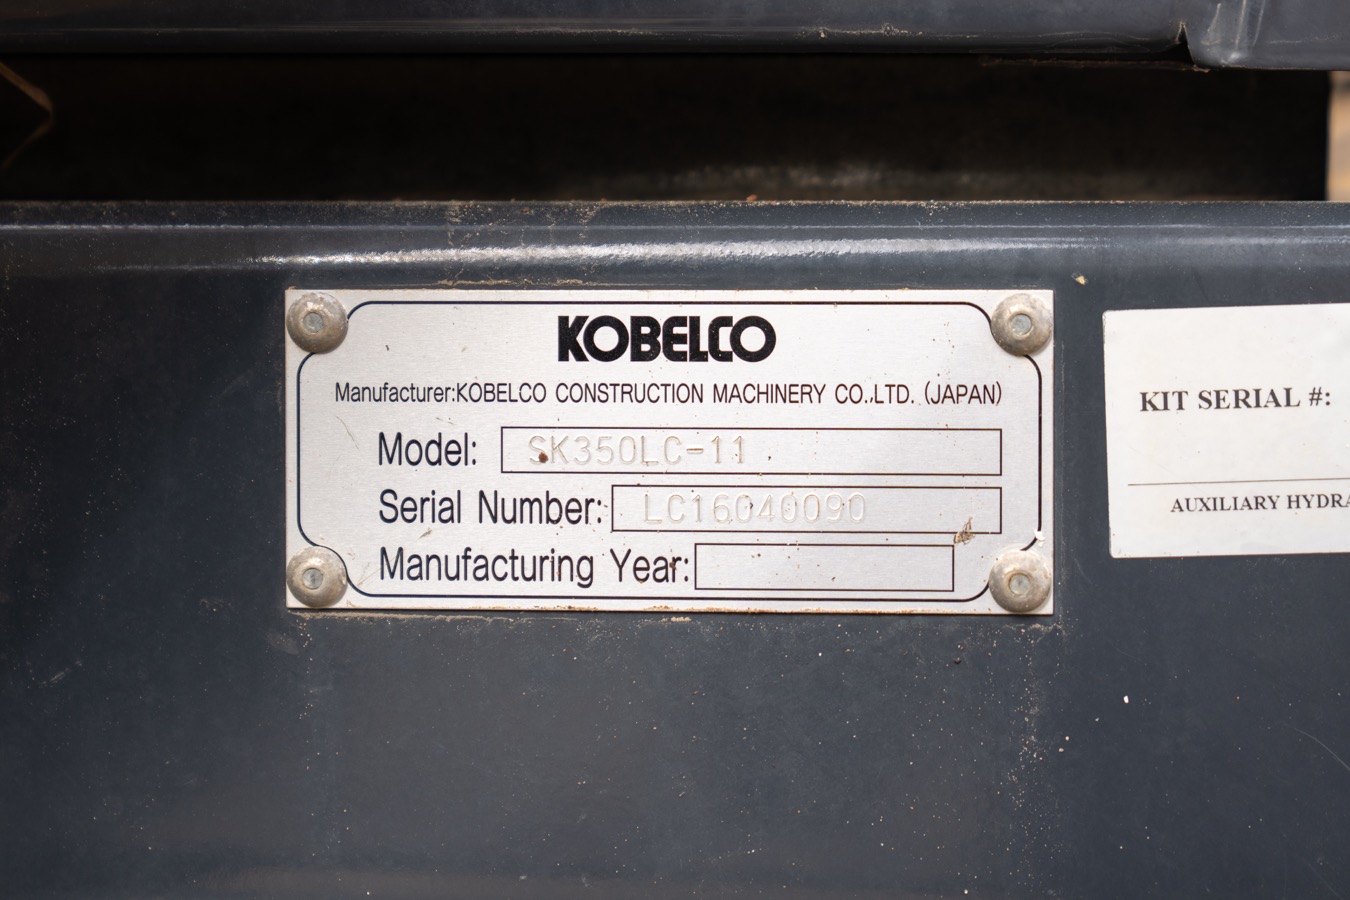 KOBELCO
Manufacturer:KOBELCO CONSTRUCTION MACHINERY CO.,LTD. (JAPAN)
Model: SK350LC-11
Serial Number: LC16040090
Manufacturing Year:
KIT SERIAL #:
AUXILIARY HYDRA